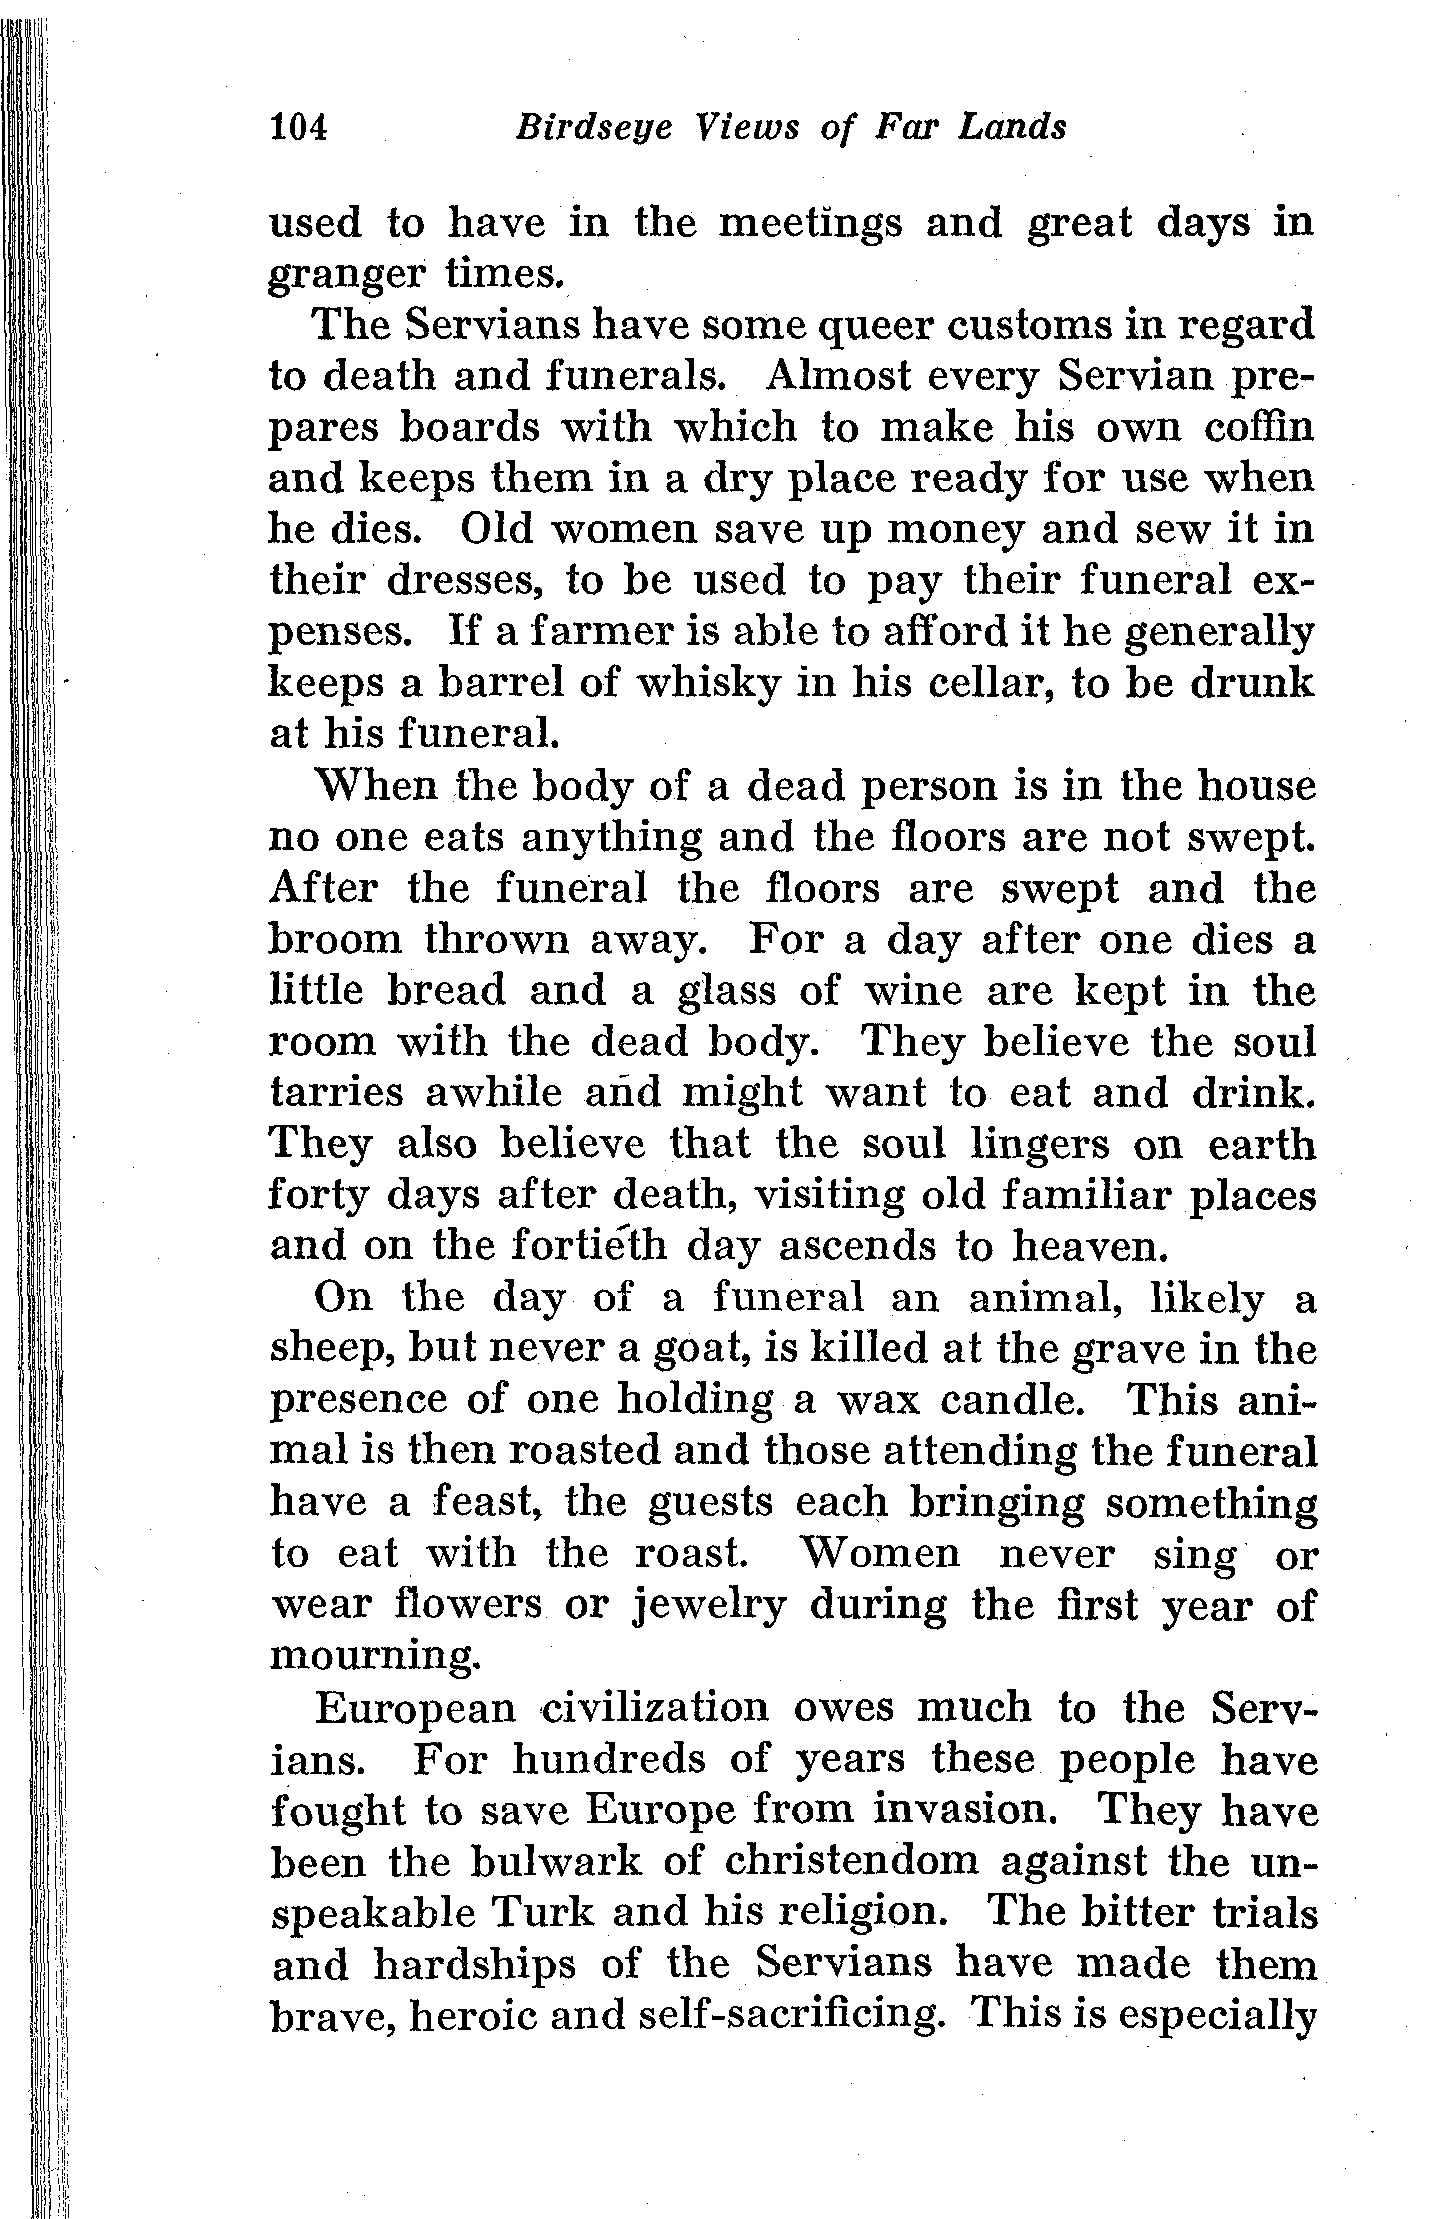 104 Birdseye Views of Far Lands
used to have in the meetings and great days in
granger times.
The Servians have some queer customs in regard
to death and funerals. Almost every Servian pre-
pares boards with which to make his own coffin
and keeps them in a dry place ready for use when
he dies. Old women save up money and sew it in
their dresses, to be used to pay their funeral ex-
penses. If a farmer is able to afford it he generally
keeps a barrel of whisky in his cellar, to be drunk
at his funeral.
When the body of a dead person is in the house
no one eats anything and the floors are not swept.
After the funeral the floors are swept and the
broom thrown away. For a day after one dies a
little bread and a glass of wine are kept in the
room with the dead body. They believe the soul
tarries awhile and might want to eat and drink.
They also believe that the soul lingers on earth
forty days after death, visiting old familiar places
and on the fortieth day ascends to heaven.
On the day of a funeral an animal, likely a
sheep, but never a goat, is killed at the grave in the
presence of one holding a wax candle. This ani-
mal is then roasted and those attending the funeral
have a feast, the guests each bringing something
to eat with the roast. Women never sing or
wear flowers or jewelry during the first year of
mourning.
European civilization owes much to the Serv-
ians. For hundreds of years these people have
fought to save Europe from invasion. They have
been the bulwark of christendom against the un-
speakable Turk and his religion. The bitter trials
and hardships of the Servians have made them
brave, heroic and self-sacrificing. This is especially